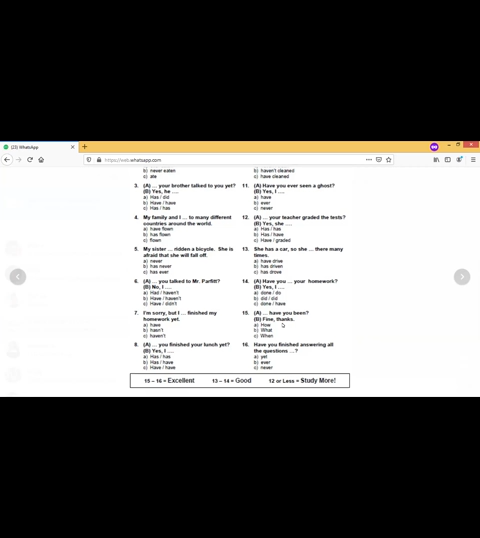 (23) WhatsApp
https://web.whatsapp.com
b) never eaten
c) ate
3. (A) ... your brother talked to you yet?
(B) Yes, he ....
a) Has / did
b) Have / have
c) Has / has
4. My family and I ... to many different
countries around the world.
a) have flown
b) has flown
c) flown
5. My sister ... ridden a bicycle. She is
afraid that she will fall off.
a) never
b) has never
c) has ever
6. (A) ... you talked to Mr. Parfitt?
(B) No, I ....
a) Had / haven't
b) Have / haven't
c) Have / didn't
7. I'm sorry, but I ... finished my
homework yet.
a) have
b) hasn't
c) haven't
8. (A) ... you finished your lunch yet?
(B) Yes, I ....
a) Has / has
b) Has / have
c) Have / have
b) haven't cleaned
c) have cleaned
11. (A) Have you ever seen a ghost?
(B) Yes, I ....
a) have
b) ever
c) never
12. (A) ... your teacher graded the tests?
(B) Yes, she ....
a) Has / has
b) Has / have
c) Have / graded
13. She has a car, so she ... there many
times.
a) have drive
b) has driven
c) has drove
14. (A) Have you ... your homework?
(B) Yes, I ....
a) done / do
b) did / did
c) done / have
15. (A) ... have you been?
(B) Fine, thanks.
a) How
b) What
c) When
16. Have you finished answering all
the questions ...?
a) yet
b) ever
c) never
15 – 16 = Excellent 13 – 14 = Good 12 or Less = Study More!